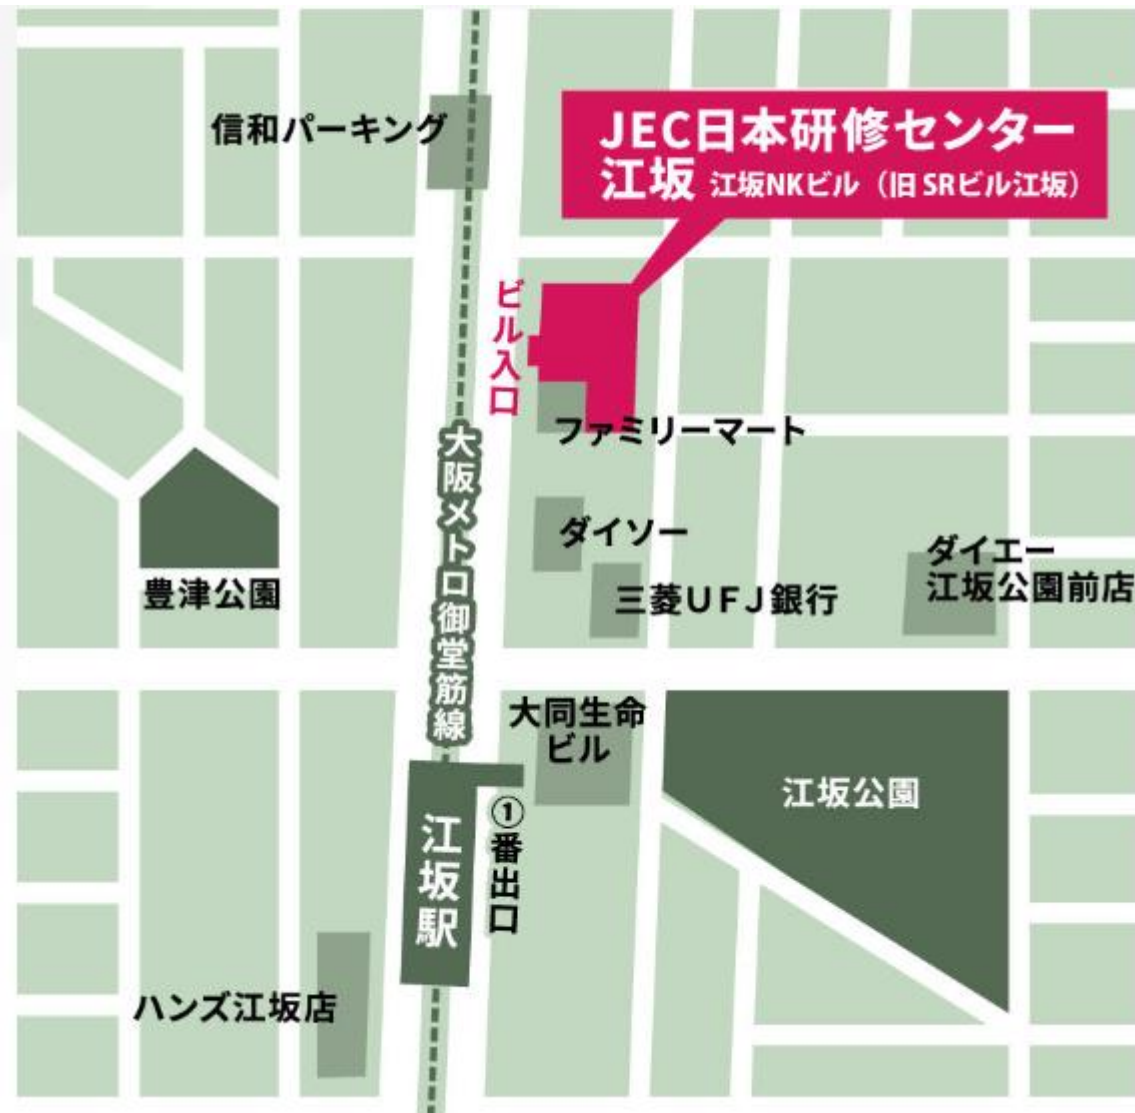 信和パーキング
JEC日本研修センター
江坂 江坂NKビル（旧 SRビル江坂）
ビル入口
ファミリーマート
大阪メトロ御堂筋線
ダイソー
三菱UFJ銀行
ダイエー
江坂公園前店
豊津公園
大同生命
ビル
江坂公園
①番出口
江坂駅
ハンズ江坂店